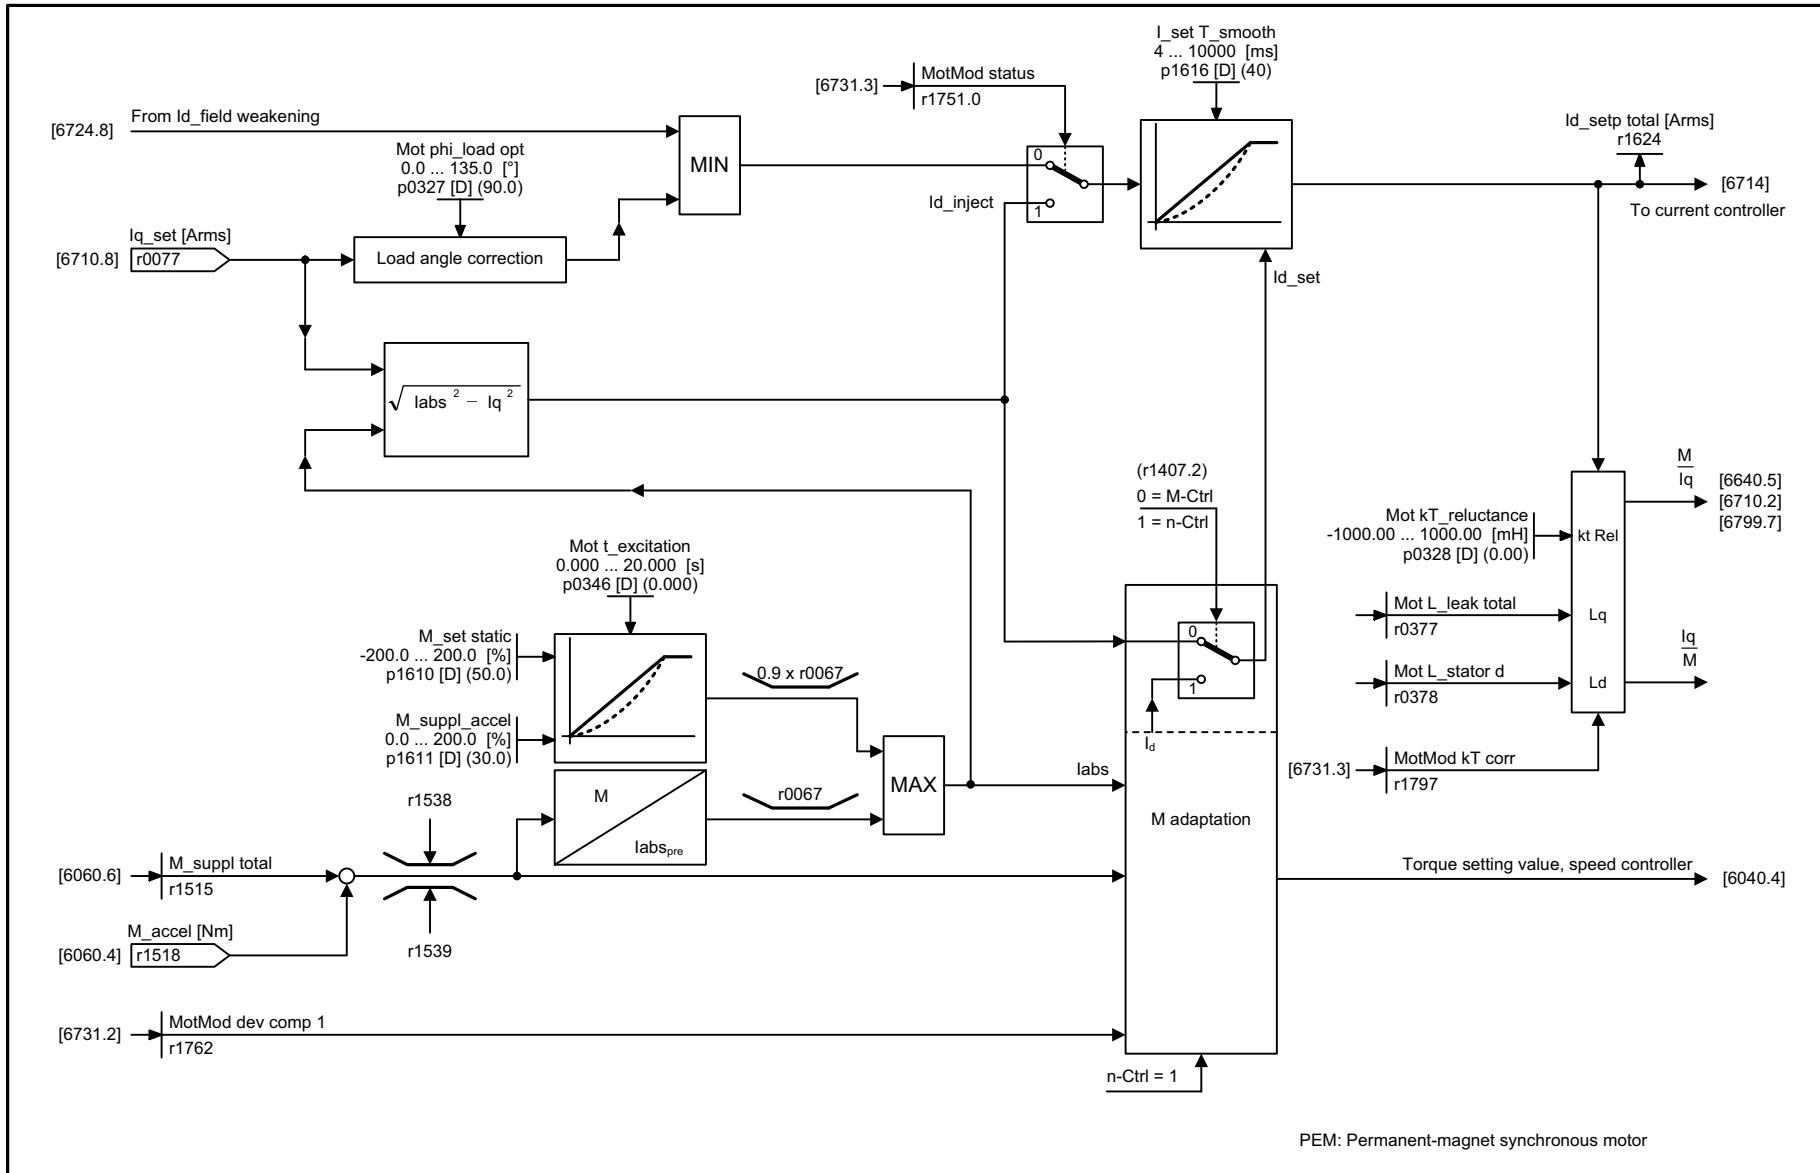 I_set T_smooth
4 ... 10000 [ms]
p1616 [D] (40)
[6731.3]
MotMod status
r1751.0
[6724.8]
From Id_field weakening
Mot phi_load opt
0.0 ... 135.0 [°]
p0327 [D] (90.0)
MIN
0
1
Id_inject
Id_setp total [Arms]
r1624
[6714]
To current controller
Iq_set [Arms]
[6710.8]
r0077
Load angle correction
Id_set
√ Iabs 2 – Iq 2
(r1407.2)
0 = M-Ctrl
1 = n-Ctrl
M
Iq
[6640.5]
[6710.2]
[6799.7]
Mot kT_reluctance
-1000.00 ... 1000.00 [mH]
p0328 [D] (0.00)
kt Rel
Mot t_excitation
0.000 ... 20.000 [s]
p0346 [D] (0.000)
Mot L_leak total
r0377
Lq
M_set static
-200.0 ... 200.0 [%]
p1610 [D] (50.0)
0.9 x r0067
0
1
Iq
M
Mot L_stator d
r0378
Ld
M_suppl_accel
0.0 ... 200.0 [%]
p1611 [D] (30.0)
Id
MAX
Iabs
[6731.3]
MotMod kT corr
r1797
r1538
M
Iabspre
r0067
M adaptation
[6060.6]
M_suppl total
r1515
Torque setting value, speed controller
[6040.4]
M_accel [Nm]
[6060.4]
r1518
r1539
[6731.2]
MotMod dev comp 1
r1762
n-Ctrl = 1
PEM: Permanent-magnet synchronous motor